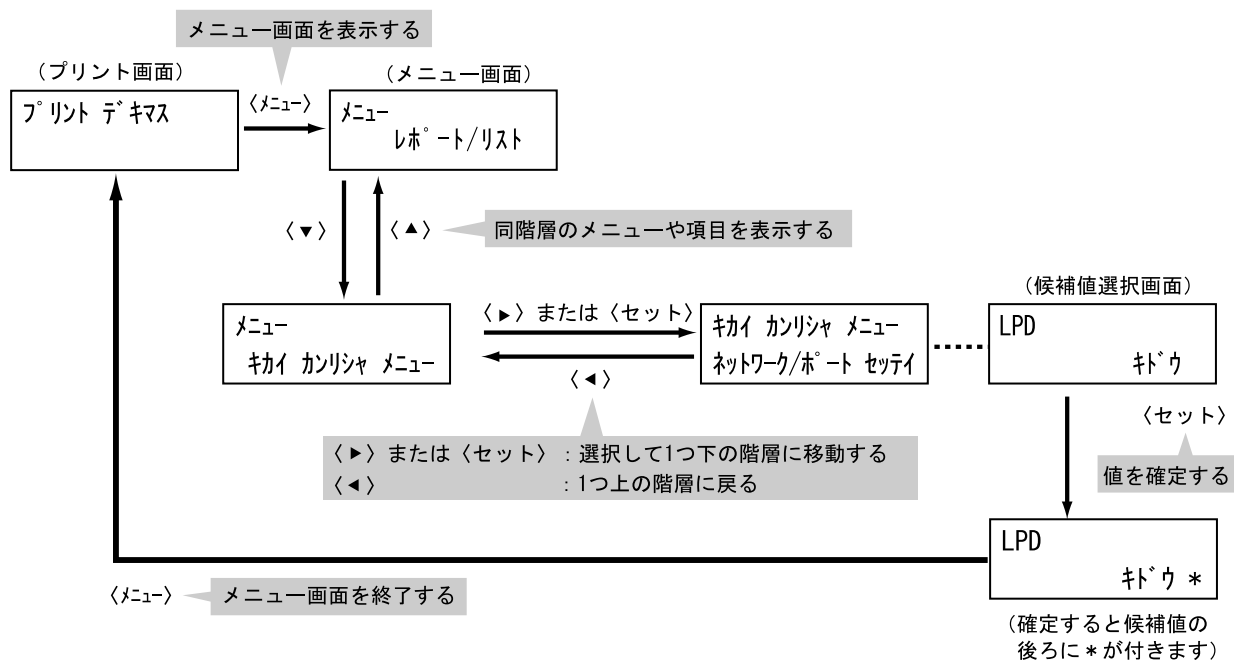 メニュー画面を表示する
（プリント画面）
（メニュー画面）
プリント デキマス
〈メニュー〉
メニュー
レポート/リスト
〈▼〉
〈▲〉
同階層のメニューや項目を表示する
メニュー
キカイ カンリシャ メニュー
〈▶〉または〈セット〉
〈◀〉
キカイ カンリシャ メニュー
ネットワーク/ポート セッテイ
（候補値選択画面）
LPD
キドウ
〈▶〉または〈セット〉：選択して1つ下の階層に移動する
〈◀〉：1つ上の階層に戻る
〈セット〉
値を確定する
LPD
キドウ *
（確定すると候補値の
後ろに＊が付きます）
〈メニュー〉
メニュー画面を終了する